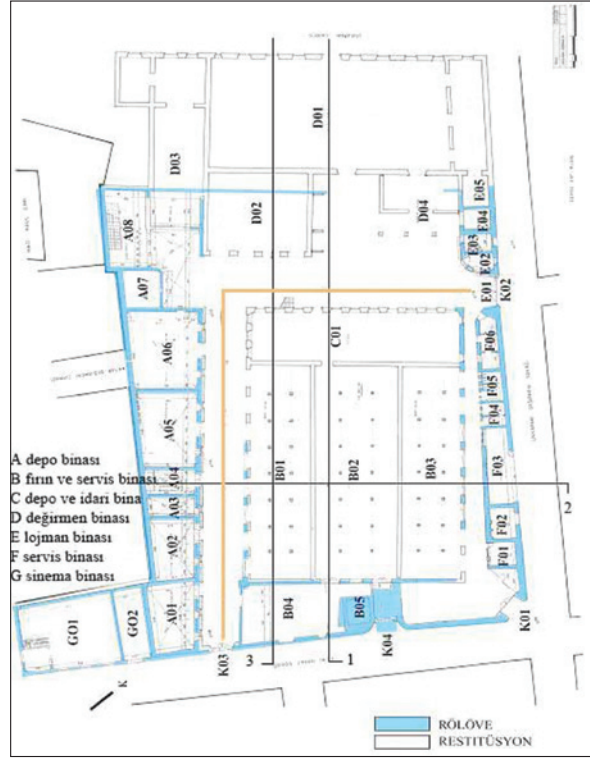 D01
D03
E05
D02
D04
E04
A08
E03
E02
A07
E01
K02
C01
F06
A06
F05
A05
F04
A depo binası
B fırın ve servis binası
C depo ve idari bina
D değirmen binası
E lojman binası
F servis binası
G sinema binası
A04
B01
B02
B03
F03
A03
2
A02
F02
F01
A01
B04
B05
GO1
GO2
K01
K04
K03
3
1
K
RÖLÖVE
RESTİTÜSYON